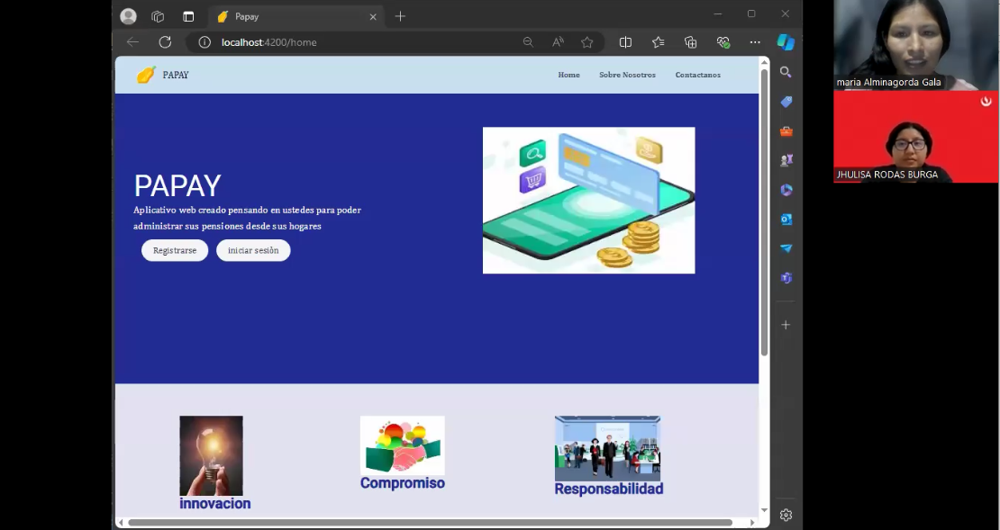 Papay
localhost:4200/home
PAPAY
Home
Sobre Nosotros
Contactanos
PAPAY
Aplicativo web creado pensando en ustedes para poder
administrar sus pensiones desde sus hogares
Registrarse
iniciar sesiòn
innovacion
Compromiso
Responsabilidad
maria Alminagorda Gala
JHULISA RODAS BURGA